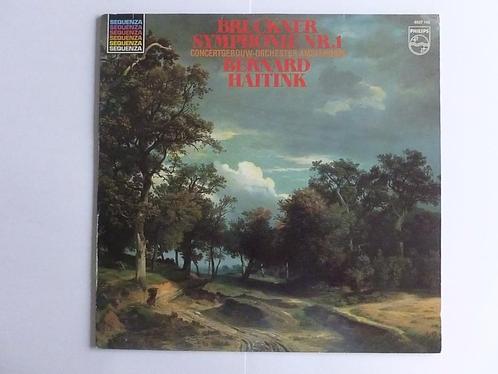 SEQUENZA
SEQUENZA
SEQUENZA
SEQUENZA
SEQUENZA
BRUCKNER
SYMPHONIE NR.1
CONCERTGEBOUW-ORCHESTER AMSTERDAM
BERNARD
HAITINK
PHILIPS